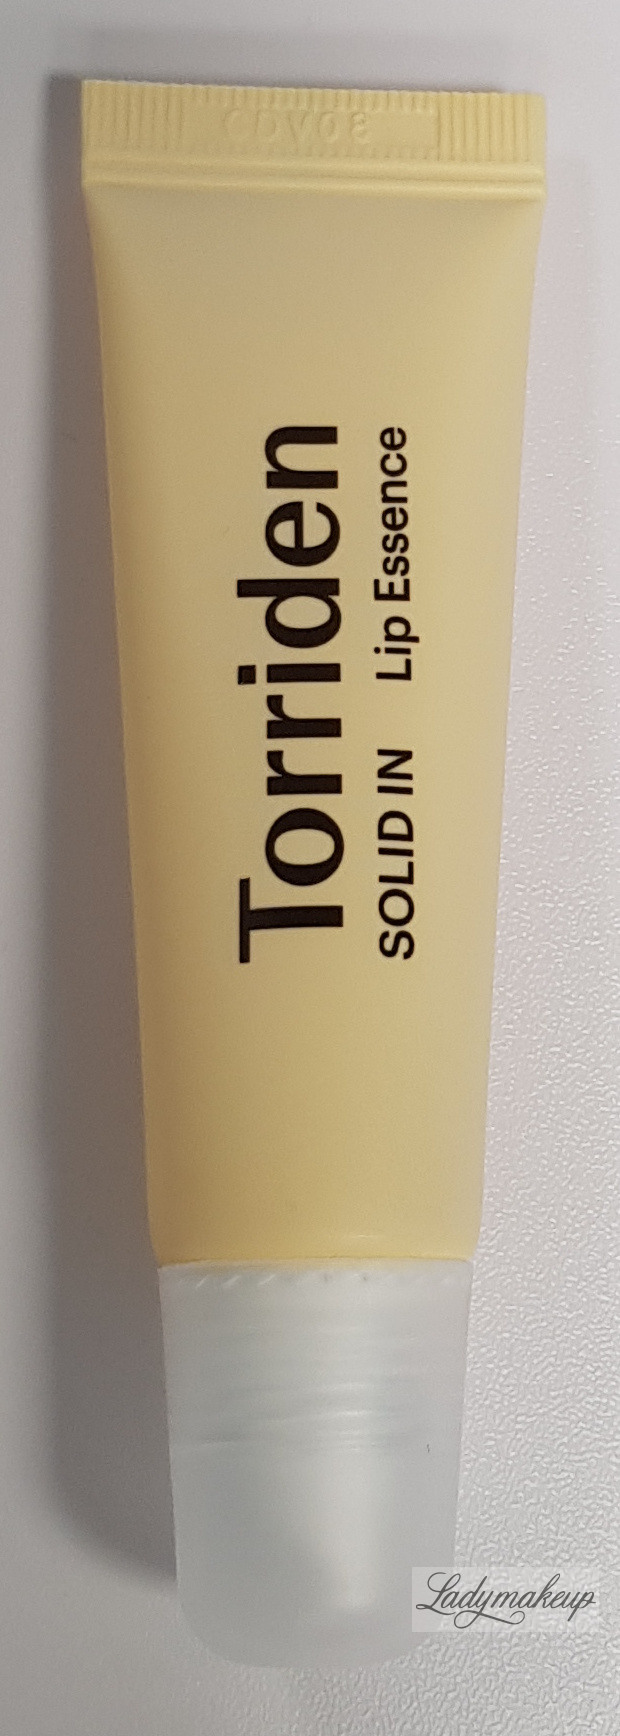 Torriden
SOLID IN Lip Essence
Ladymakeup